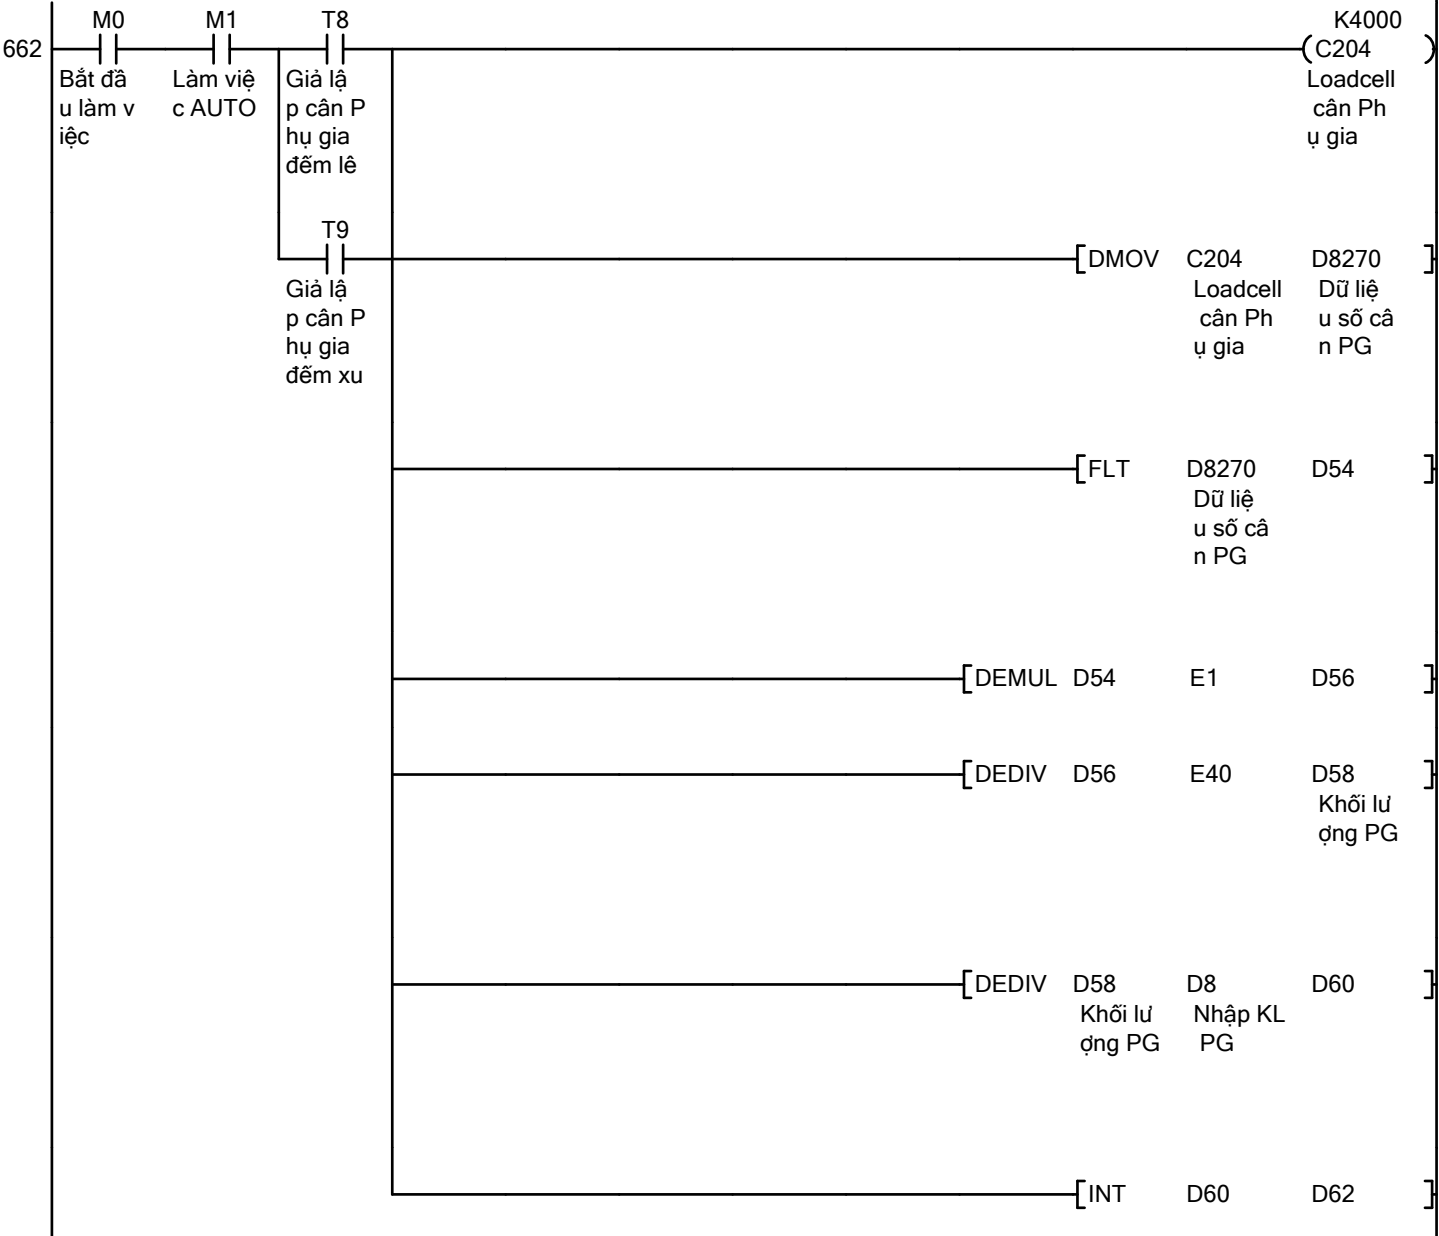 M0 M1 T8 K4000
662 C204
Bắt đầ Làm việ Giả lậ Loadcell
u làm v c AUTO p cân P cân Ph
iệc hụ gia ụ gia
đếm lê
T9
DMOV C204 D8270
Giả lậ Loadcell Dữ liệ
p cân P cân Ph u số câ
hụ gia ụ gia n PG
đếm xu
FLT D8270 D54
Dữ liệ
u số câ
n PG
DEMUL D54 E1 D56
DEDIV D56 E40 D58
Khối lư
ợng PG
DEDIV D58 D8 D60
Khối lư Nhập KL
ợng PG PG
INT D60 D62